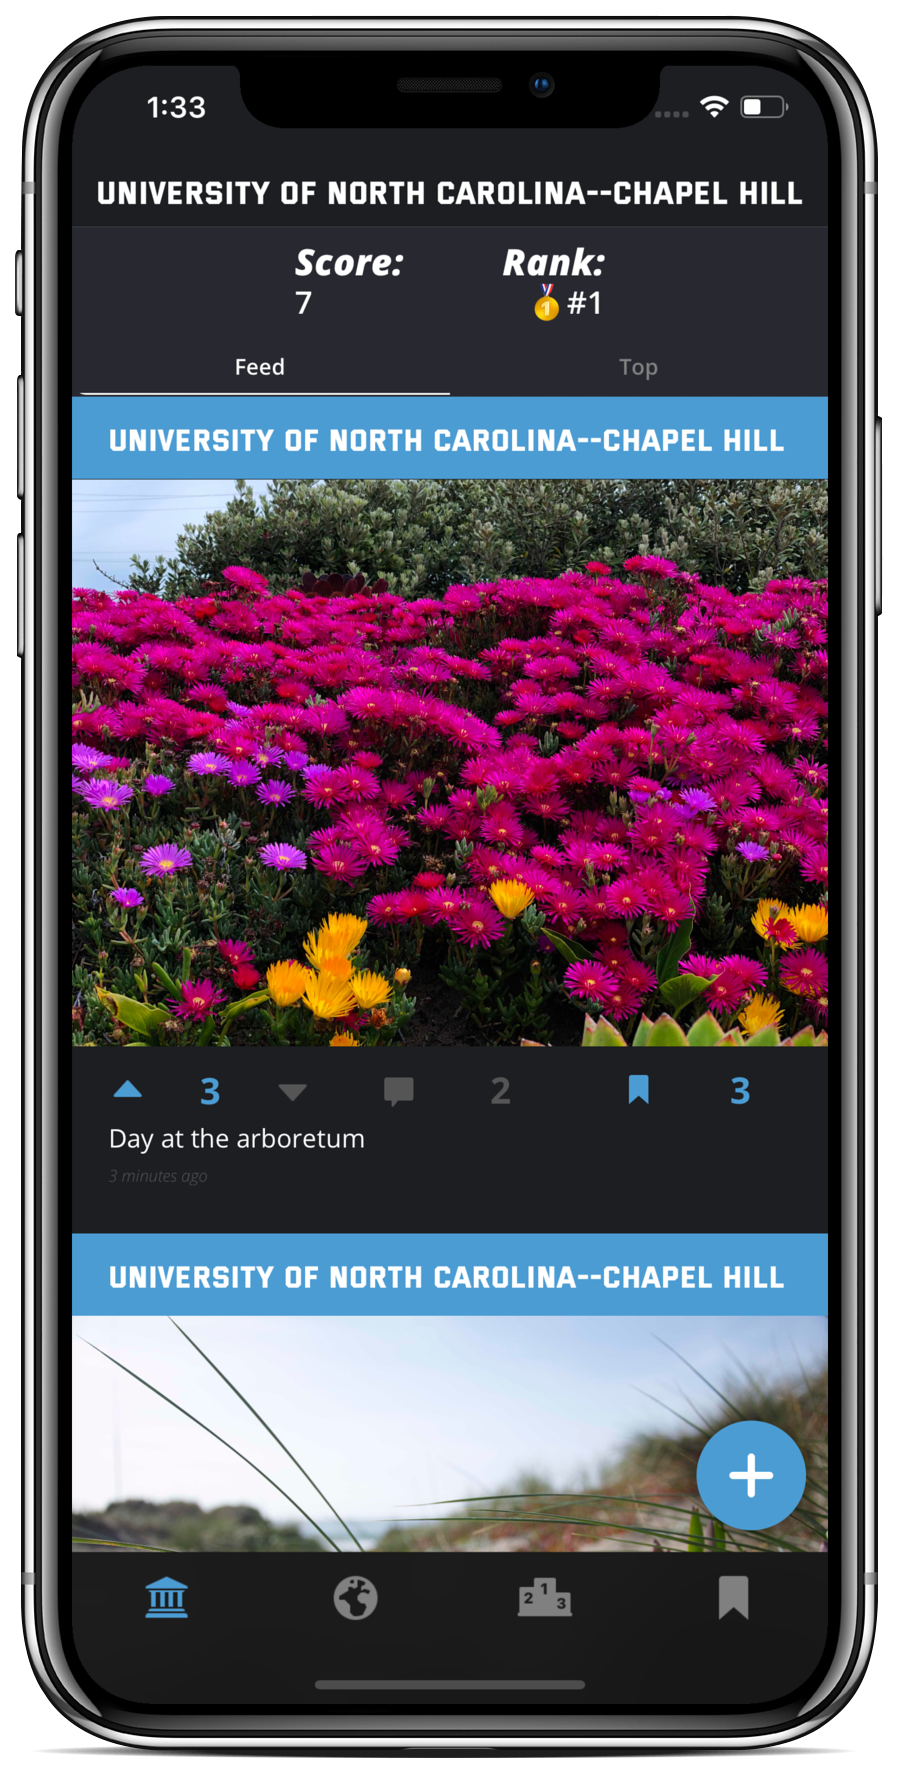 1:33
UNIVERSITY OF NORTH CAROLINA--CHAPEL HILL
Score: Rank:
7 1 #1
Feed Top
UNIVERSITY OF NORTH CAROLINA--CHAPEL HILL
3 2 3
Day at the arboretum
3 minutes ago
UNIVERSITY OF NORTH CAROLINA--CHAPEL HILL
2 1 3